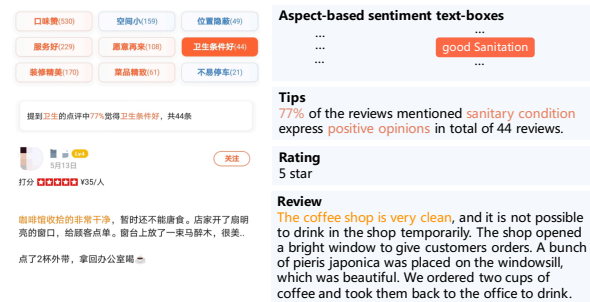 口味赞(530) 空间小(159) 位置隐蔽(49)
服务好(229) 愿意再来(108) 卫生条件好(44)
装修精美(170) 菜品精致(61) 不易停车(21)
提到卫生的点评中77%觉得卫生条件好，共44条
Lv4
5月13日
关注
打分 ¥35/人
咖啡馆收拾的非常干净，暂时还不能唐食。店家开了扇明
亮的窗口，给顾客点单。窗台上放了一束马醉木，很美..
点了2杯外带，拿回办公室喝
Aspect-based sentiment text-boxes
... ...
... good Sanitation
... ...
Tips
77% of the reviews mentioned sanitary condition
express positive opinions in total of 44 reviews.
Rating
5 star
Review
The coffee shop is very clean, and it is not possible
to drink in the shop temporarily. The shop opened
a bright window to give customers orders. A bunch
of pieris japonica was placed on the windowsill,
which was beautiful. We ordered two cups of
coffee and took them back to the office to drink.